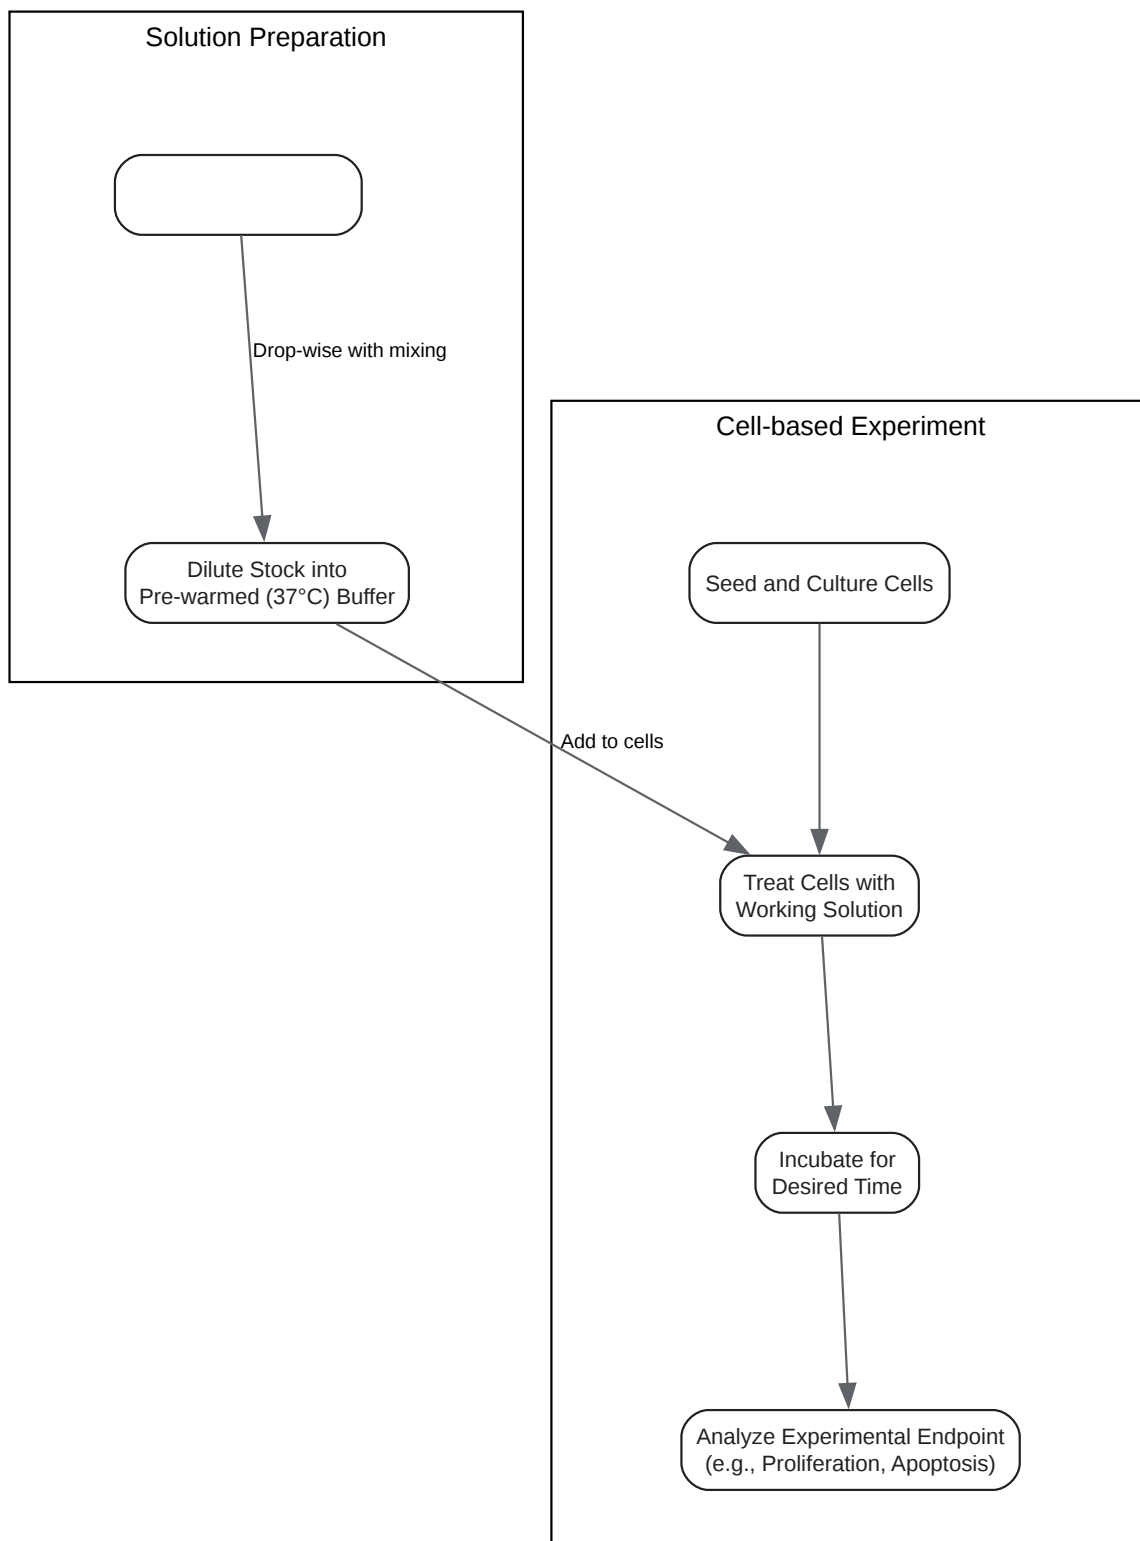 Solution Preparation
Drop-wise with mixing
Dilute Stock into
Pre-warmed (37°C) Buffer
Add to cells
Cell-based Experiment
Seed and Culture Cells
Treat Cells with
Working Solution
Incubate for
Desired Time
Analyze Experimental Endpoint
(e.g., Proliferation, Apoptosis)